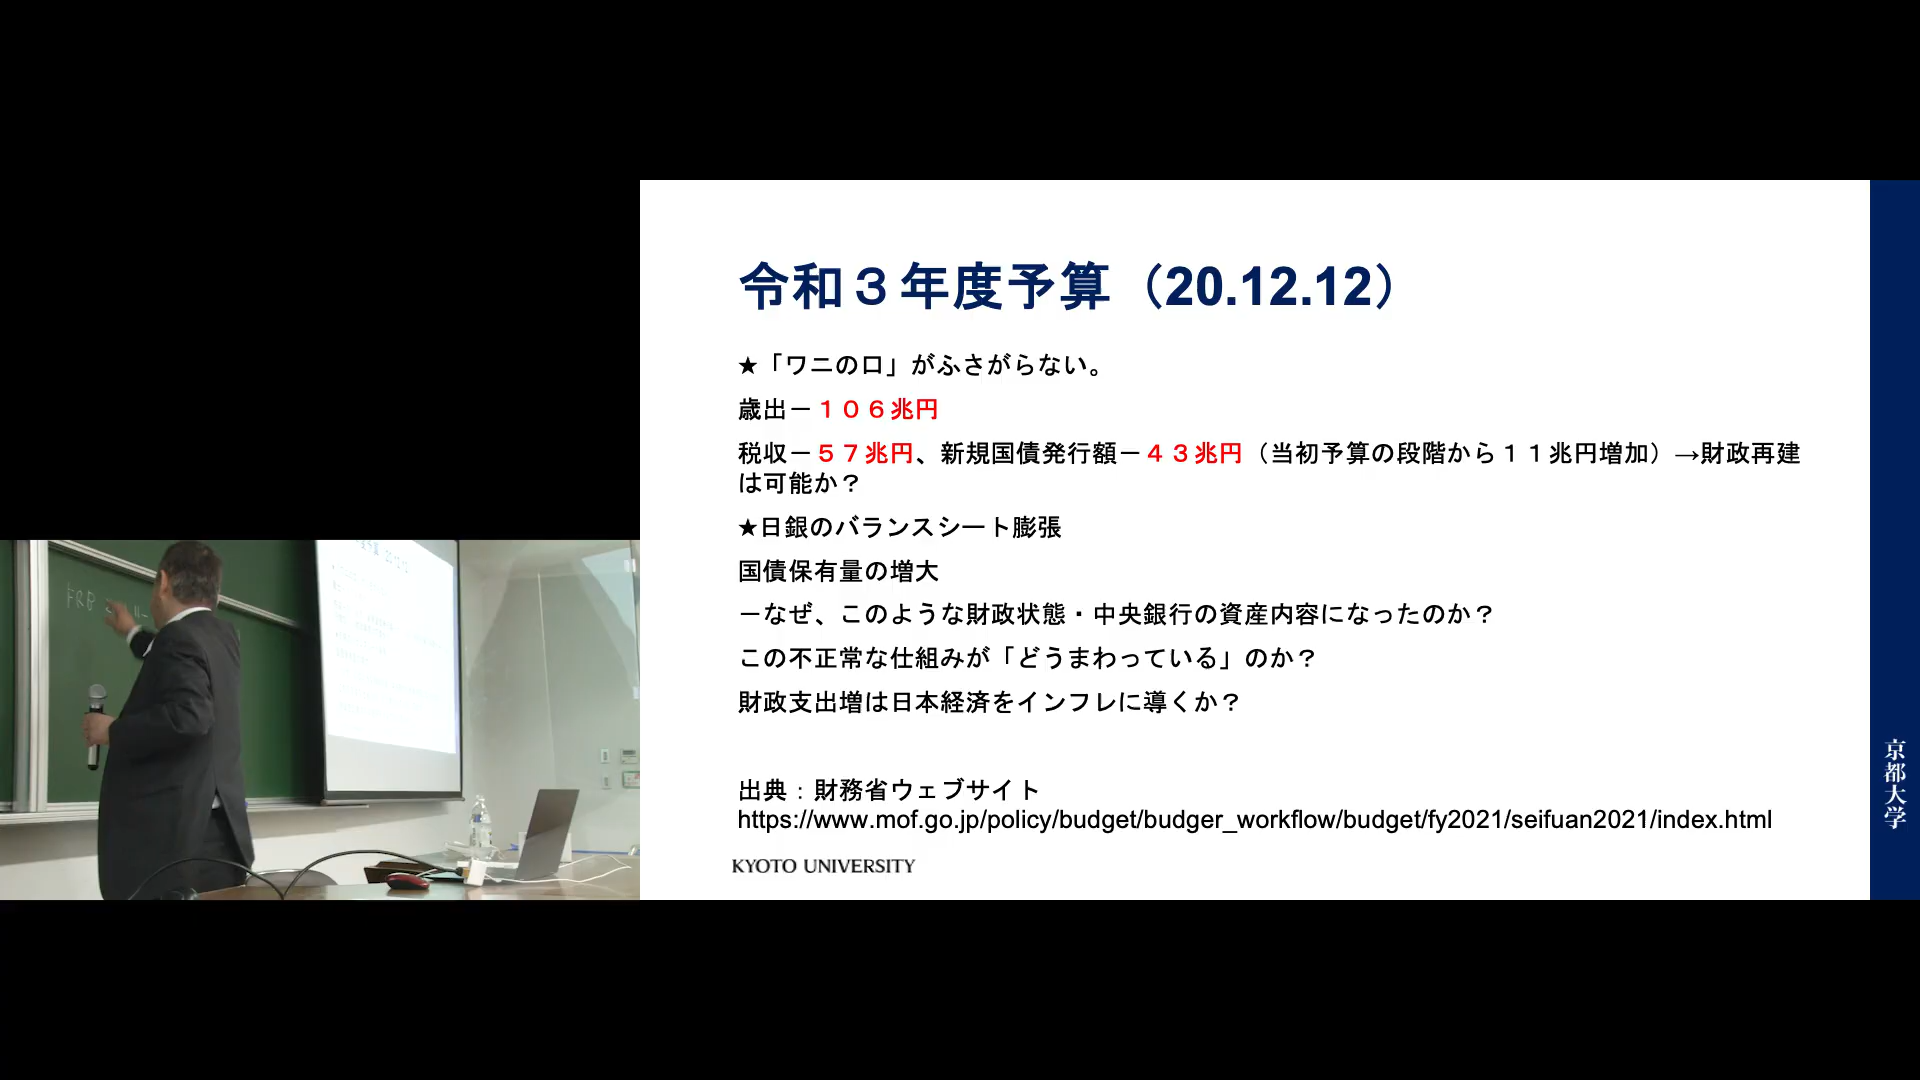 令和３年度予算（20.12.12）
★「ワニの口」がふさがらない。
歳出－１０６兆円
税収－５７兆円、新規国債発行額－４３兆円（当初予算の段階から１１兆円増加）→財政再建
は可能か？
★日銀のバランスシート膨張
国債保有量の増大
－なぜ、このような財政状態・中央銀行の資産内容になったのか？
この不正常な仕組みが「どうまわっている」のか？
財政支出増は日本経済をインフレに導くか？
出典：財務省ウェブサイト
https://www.mof.go.jp/policy/budget/budger_workflow/budget/fy2021/seifuan2021/index.html
KYOTO UNIVERSITY
京都大学
FRB